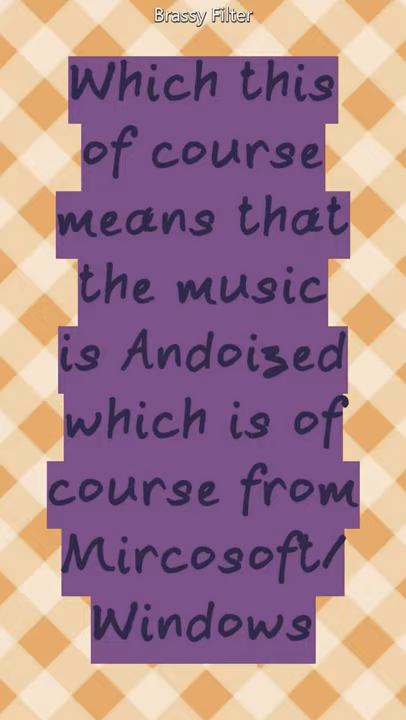 Brassy Filter
Which this
of course
means that
the music
is Andoized
which is of
course from
Mircosoft/
Windows